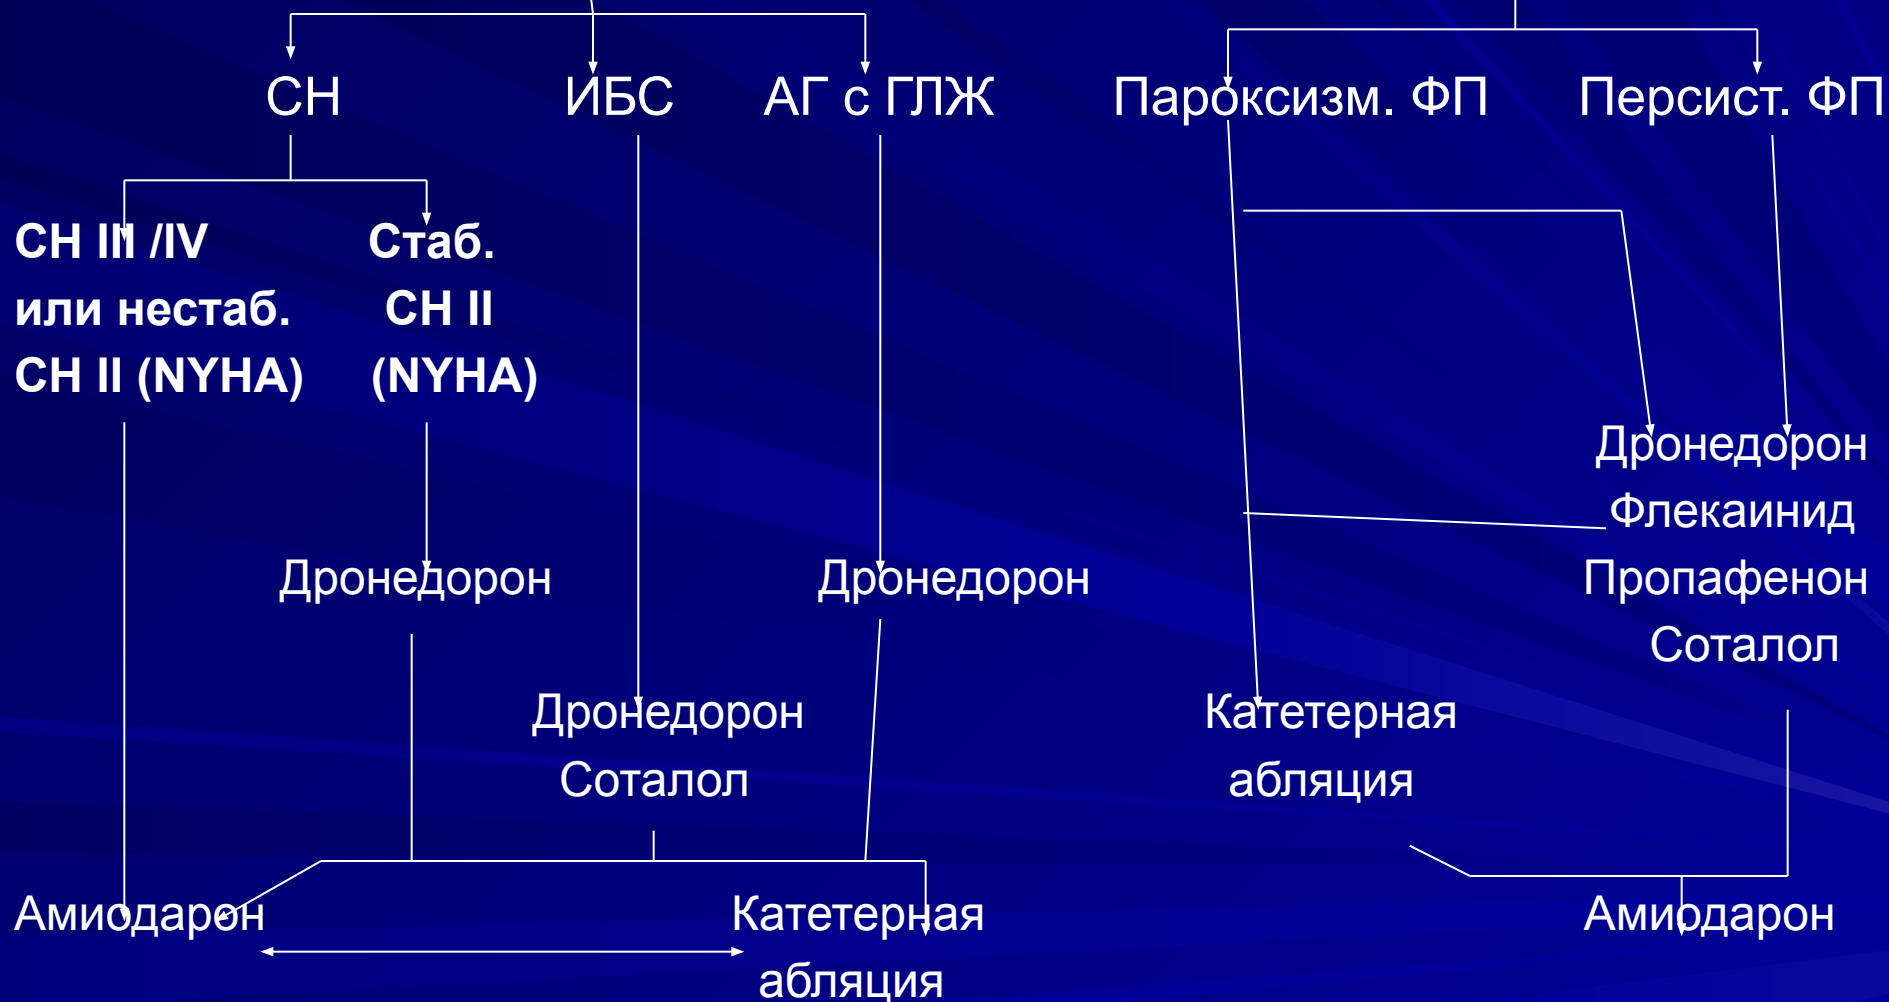 СН ИБС АГ с ГЛЖ Пароксизм. ФП Персист. ФП
СН III /IV Стаб.
или нестаб. СН II
СН II (NYHA) (NYHA)
Дронедорон
Флекаинид
Дронедорон Дронедорон Пропафенон
Соталол
Дронедорон Катетерная
Соталол абляция
Амиодарон Катетерная Амиодарон
абляция